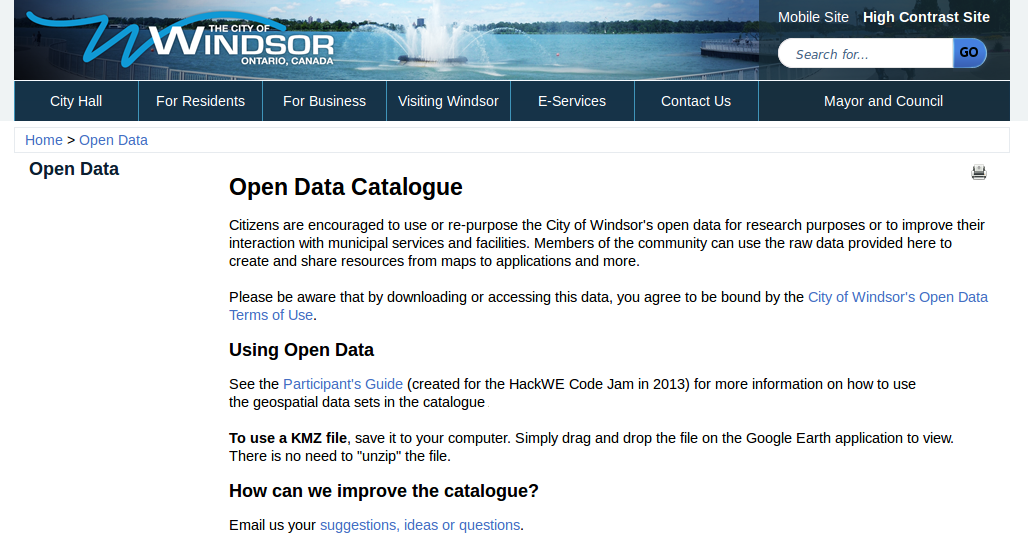 THE CITY OF
WINDSOR
ONTARIO, CANADA
Mobile Site High Contrast Site
Search for... GO
City Hall For Residents For Business Visiting Windsor E-Services Contact Us Mayor and Council
Home > Open Data
Open Data
Open Data Catalogue
Citizens are encouraged to use or re-purpose the City of Windsor's open data for research purposes or to improve their
interaction with municipal services and facilities. Members of the community can use the raw data provided here to
create and share resources from maps to applications and more.
Please be aware that by downloading or accessing this data, you agree to be bound by the City of Windsor's Open Data
Terms of Use.
Using Open Data
See the Participant's Guide (created for the HackWE Code Jam in 2013) for more information on how to use
the geospatial data sets in the catalogue
To use a KMZ file, save it to your computer. Simply drag and drop the file on the Google Earth application to view.
There is no need to "unzip" the file.
How can we improve the catalogue?
Email us your suggestions, ideas or questions.